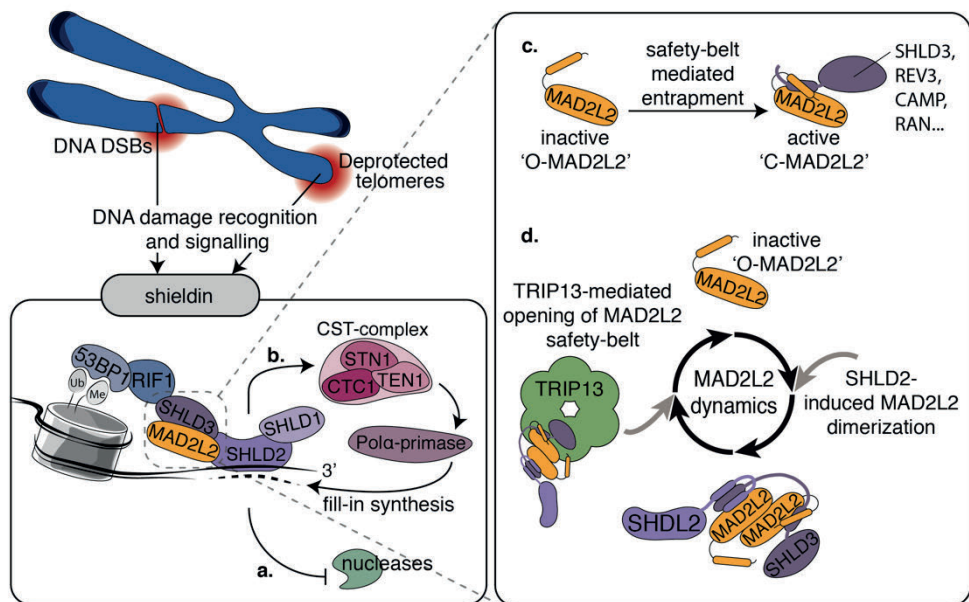 DNA DSBs
Deprotected
telomeres
DNA damage recognition
and signalling
shieldin
53BP1
RIF1
Ub
Me
SHLD3
MAD2L2
SHLD2
SHLD1
3'
b.
CST-complex
STN1
CTC1
TEN1
Polα-primase
fill-in synthesis
a.
nucleases
c.
safety-belt
mediated
entrapment
MAD2L2
inactive
'O-MAD2L2'
MAD2L2
active
'C-MAD2L2'
SHLD3,
REV3,
CAMP,
RAN...
d.
inactive
'O-MAD2L2'
MAD2L2
TRIP13-mediated
opening of MAD2L2
safety-belt
TRIP13
MAD2L2
dynamics
SHLD2-
induced MAD2L2
dimerization
SHDL2
MAD2L2
MAD2L2
SHLD3